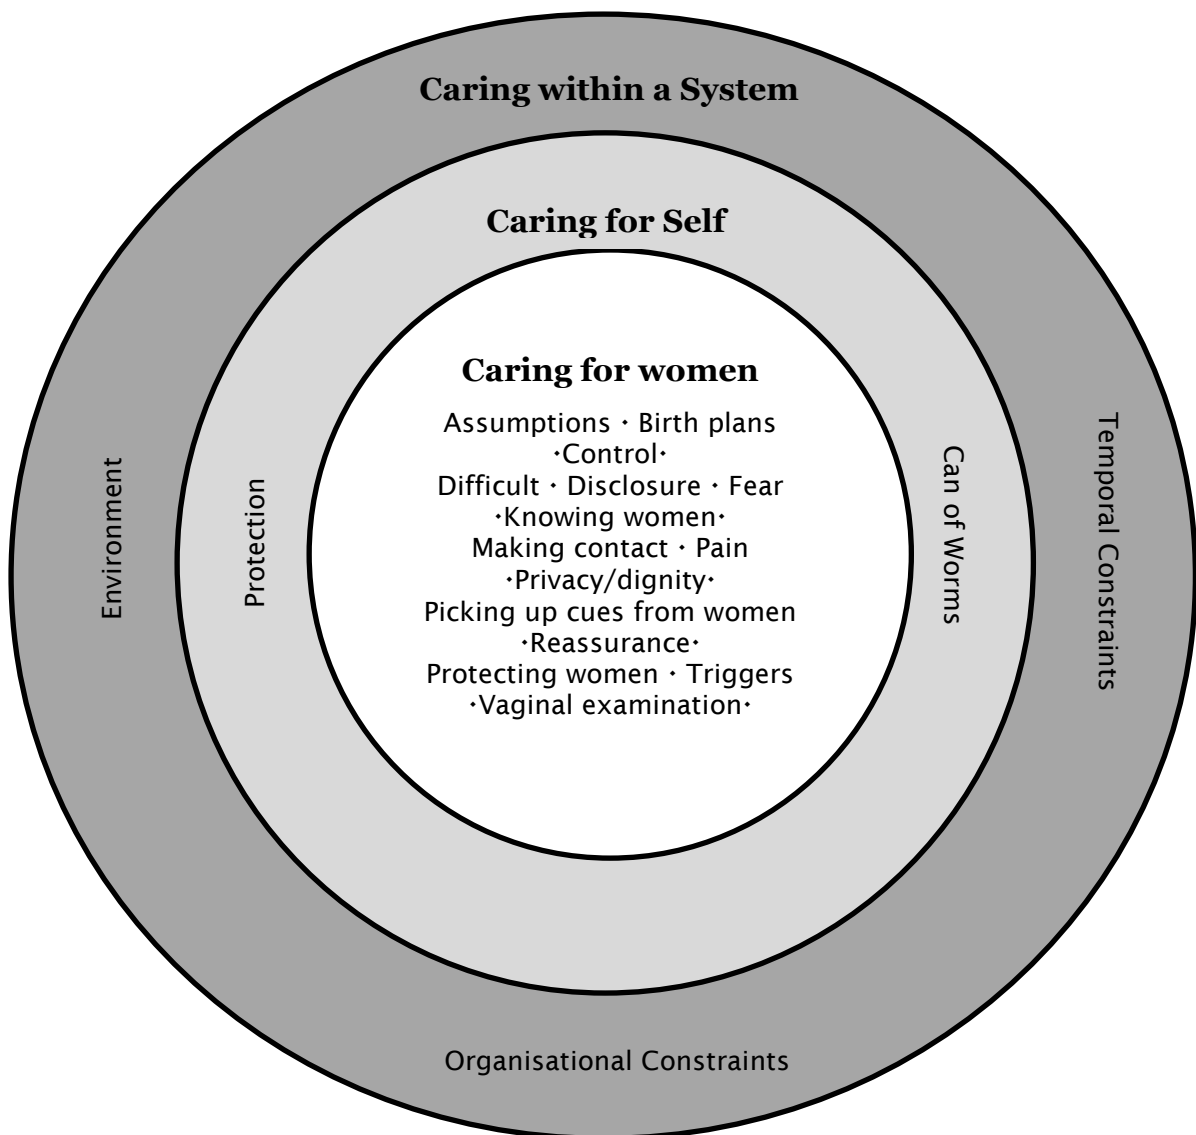 Caring within a System
Caring for Self
Caring for women
Assumptions · Birth plans
·Control·
Difficult · Disclosure · Fear
·Knowing women·
Making contact · Pain
·Privacy/dignity·
Picking up cues from women
·Reassurance·
Protecting women · Triggers
·Vaginal examination·
Environment
Protection
Can of Worms
Temporal Constraints
Organisational Constraints